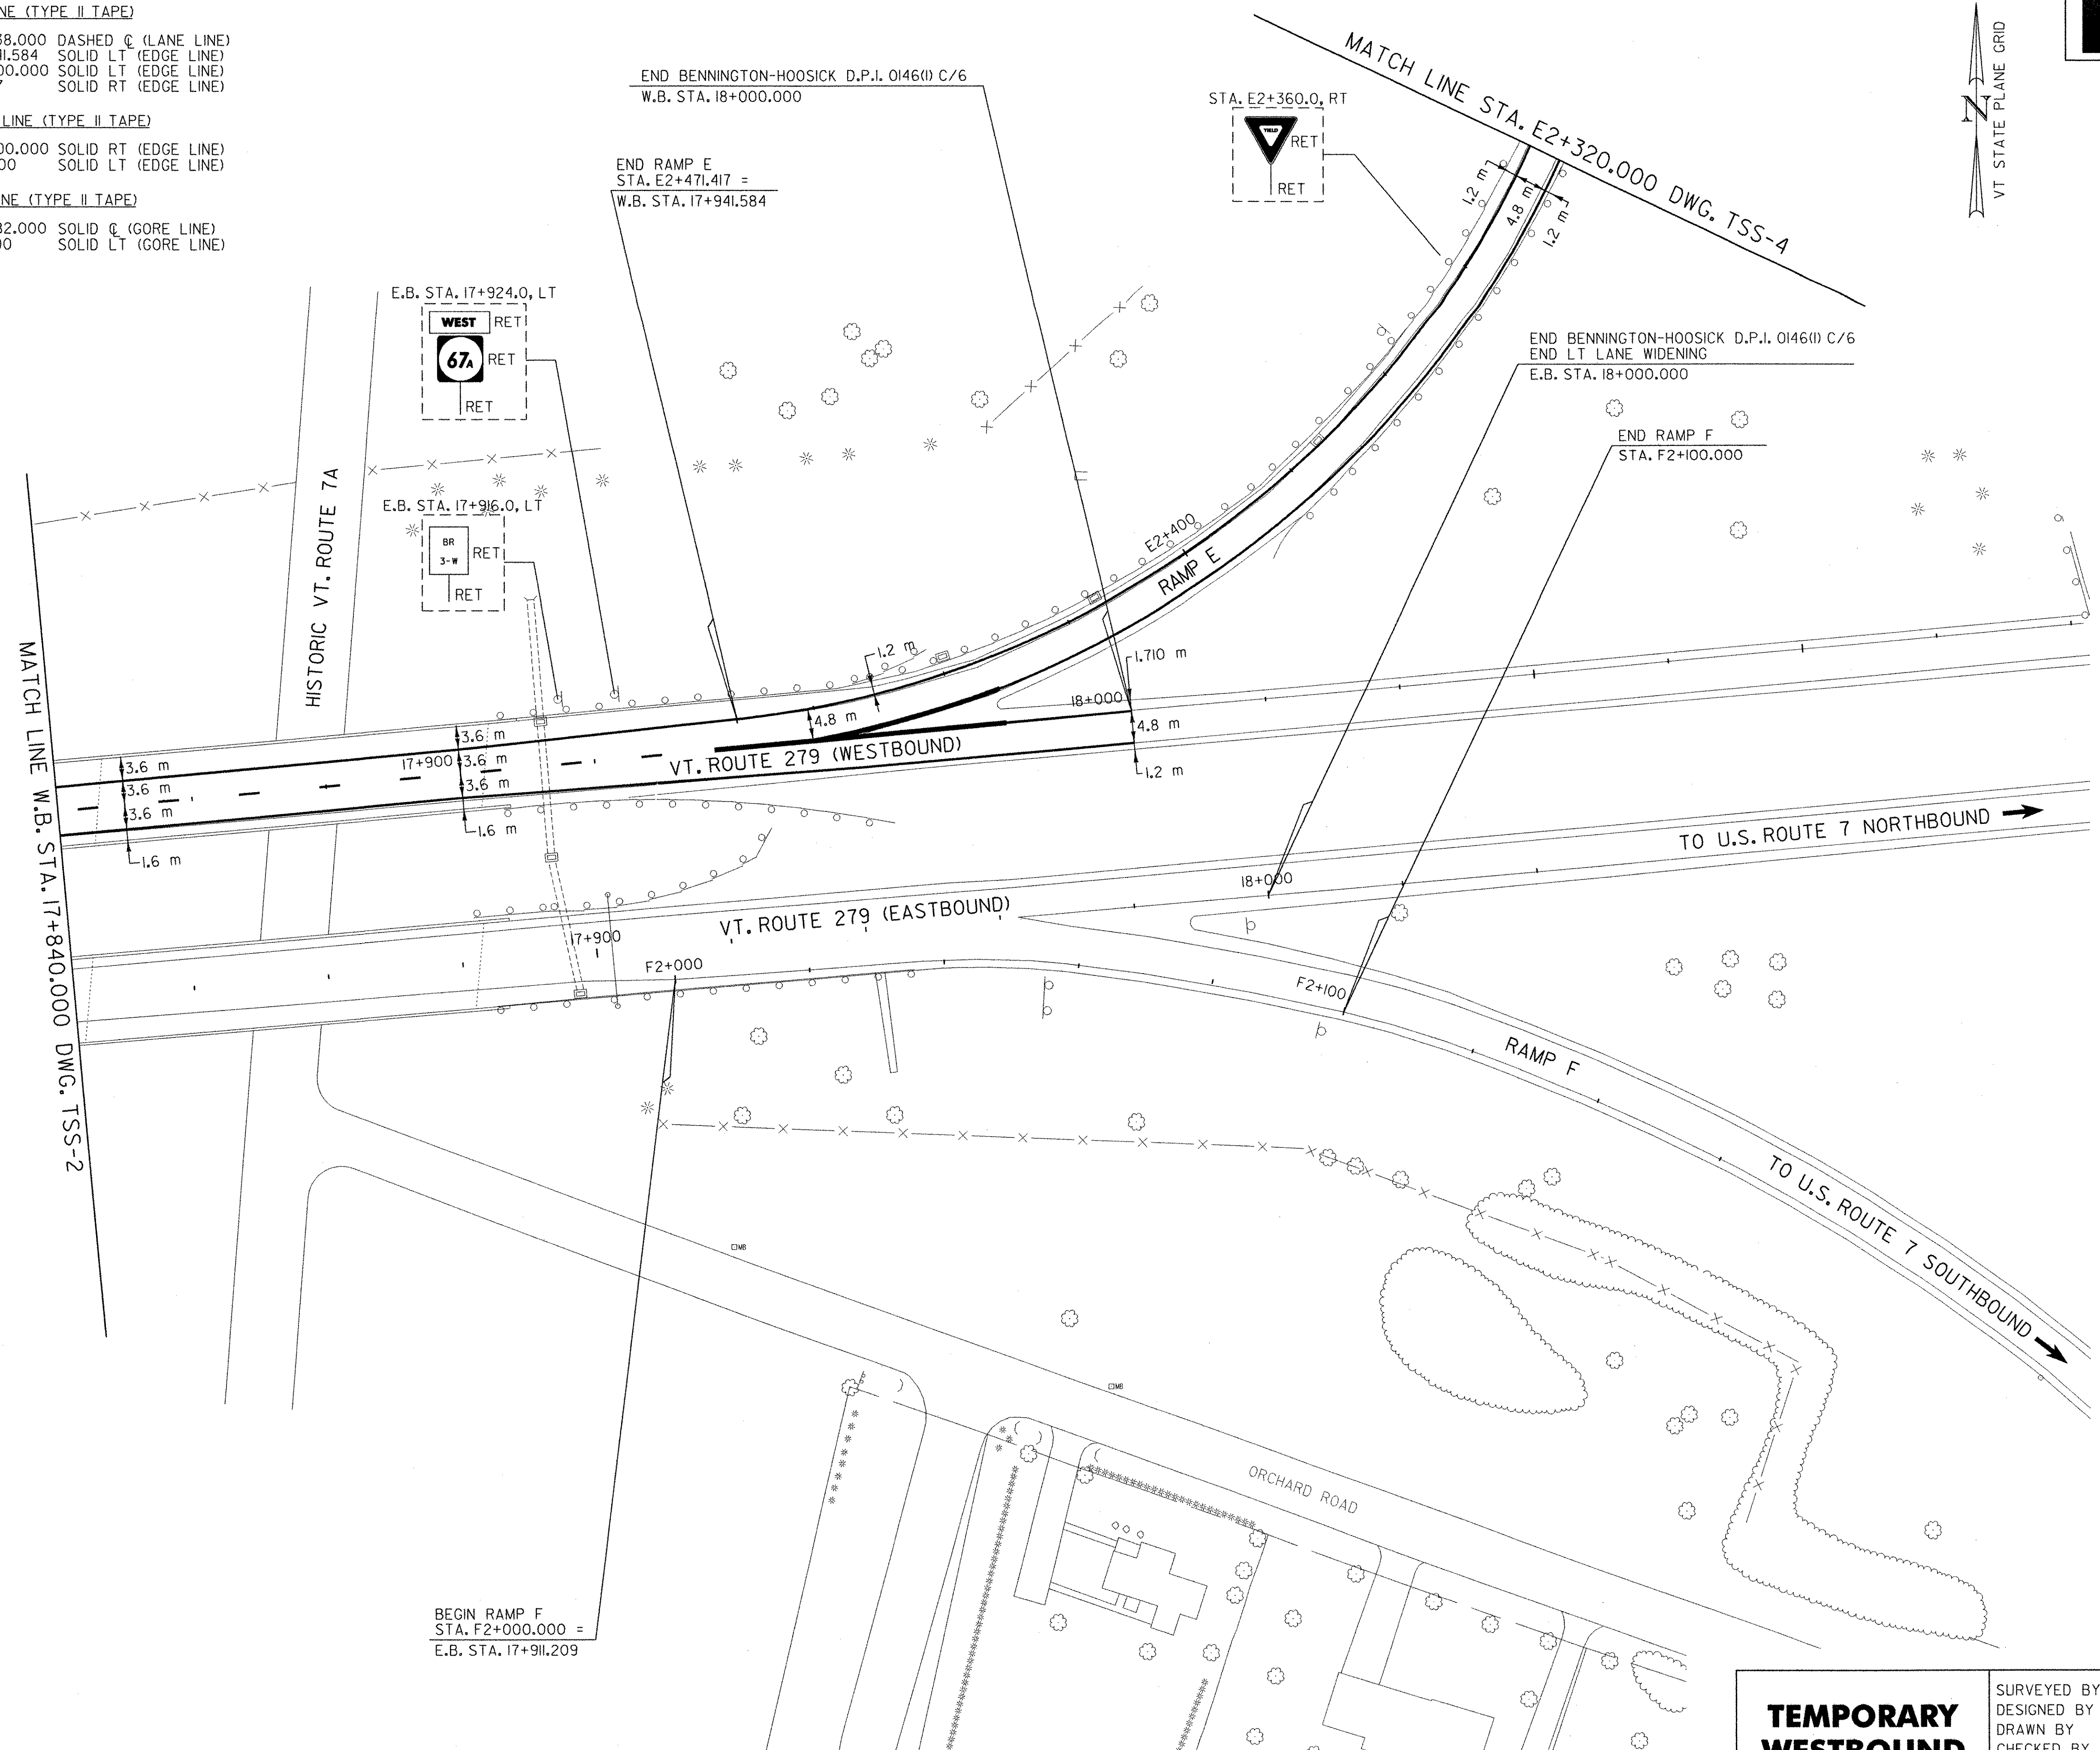 NE (TYPE II TAPE)
38.000 DASHED ℄ (LANE LINE)
41.584 SOLID LT (EDGE LINE)
00.000 SOLID LT (EDGE LINE)
SOLID RT (EDGE LINE)
LINE (TYPE II TAPE)
00.000 SOLID RT (EDGE LINE)
00 SOLID LT (EDGE LINE)
NE (TYPE II TAPE)
32.000 SOLID ℄ (GORE LINE)
00 SOLID LT (GORE LINE)
END BENNINGTON-HOOSICK D.P.I. 0146(1) C/6
W.B. STA. 18+000.000
END RAMP E
STA. E2+471.417 =
W.B. STA. 17+941.584
STA. E2+360.0, RT
YIELD
RET
RET
MATCH LINE STA. E2+320.000 DWG. TSS-4
N
VT STATE PLANE GRID
1.2 m
4.8 m
1.2 m
E.B. STA. 17+924.0, LT
WEST
RET
67A
RET
RET
END BENNINGTON-HOOSICK D.P.I. 0146(1) C/6
END LT LANE WIDENING
E.B. STA. 18+000.000
END RAMP F
STA. F2+100.000
HISTORIC VT. ROUTE 7A
E.B. STA. 17+916.0, LT
BR
3-W
RET
RET
E2+400
RAMP E
1.2 m
1.710 m
18+000
4.8 m
4.8 m
1.2 m
3.6 m
17+900
3.6 m
3.6 m
1.6 m
3.6 m
3.6 m
3.6 m
1.6 m
VT. ROUTE 279 (WESTBOUND)
MATCH LINE W.B. STA. 17+840.000 DWG. TSS-2
TO U.S. ROUTE 7 NORTHBOUND
18+000
VT. ROUTE 279 (EASTBOUND)
17+900
F2+000
F2+100
RAMP F
TO U.S. ROUTE 7 SOUTHBOUND
MB
MB
ORCHARD ROAD
BEGIN RAMP F
STA. F2+000.000 =
E.B. STA. 17+911.209
TEMPORARY
WESTBOUND
SURVEYED BY
DESIGNED BY
DRAWN BY
CHECKED BY